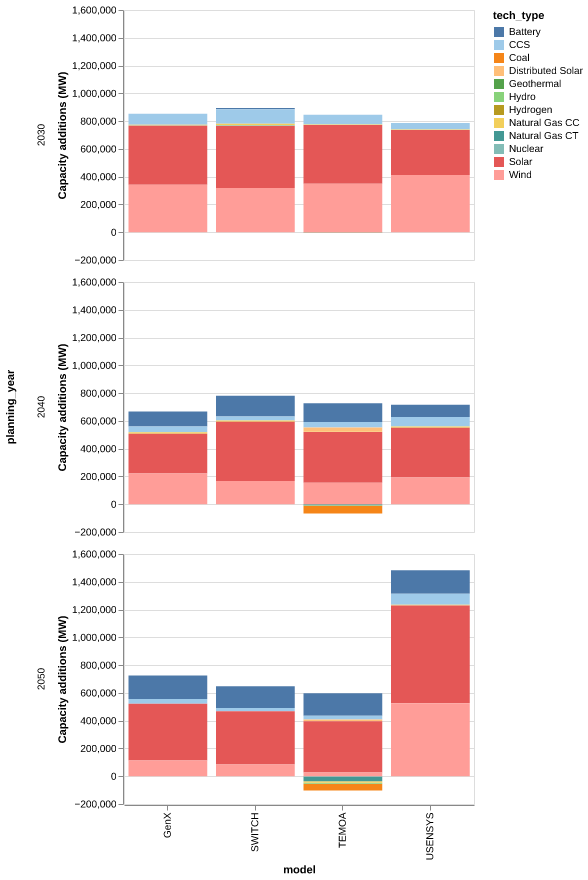 tech_type
Battery
CCS
Coal
Distributed Solar
Geothermal
Hydro
Hydrogen
Natural Gas CC
Natural Gas CT
Nuclear
Solar
Wind
planning_year
2030
Capacity additions (MW)
1,600,000
1,400,000
1,200,000
1,000,000
800,000
600,000
400,000
200,000
0
−200,000
2040
Capacity additions (MW)
1,600,000
1,400,000
1,200,000
1,000,000
800,000
600,000
400,000
200,000
0
−200,000
2050
Capacity additions (MW)
1,600,000
1,400,000
1,200,000
1,000,000
800,000
600,000
400,000
200,000
0
−200,000
GenX
SWITCH
TEMOA
USENSYS
model